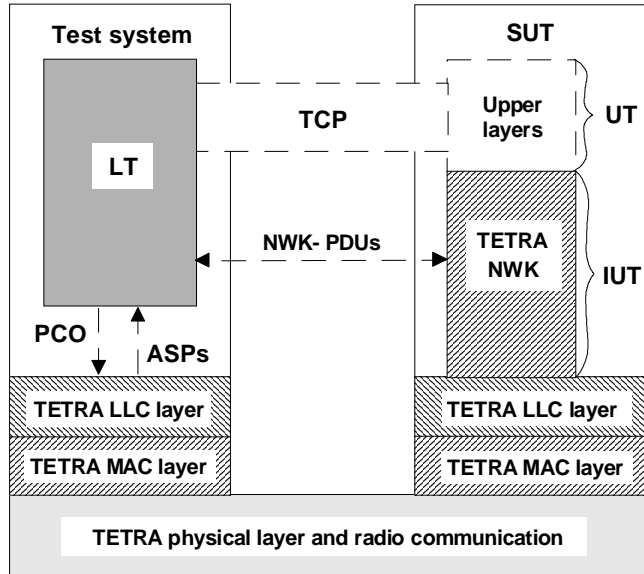 Test system
SUT
LT
TCP
Upper
layers
UT
NWK- PDUs
TETRA
NWK
IUT
PCO
ASPs
TETRA LLC layer
TETRA LLC layer
TETRA MAC layer
TETRA MAC layer
TETRA physical layer and radio communication